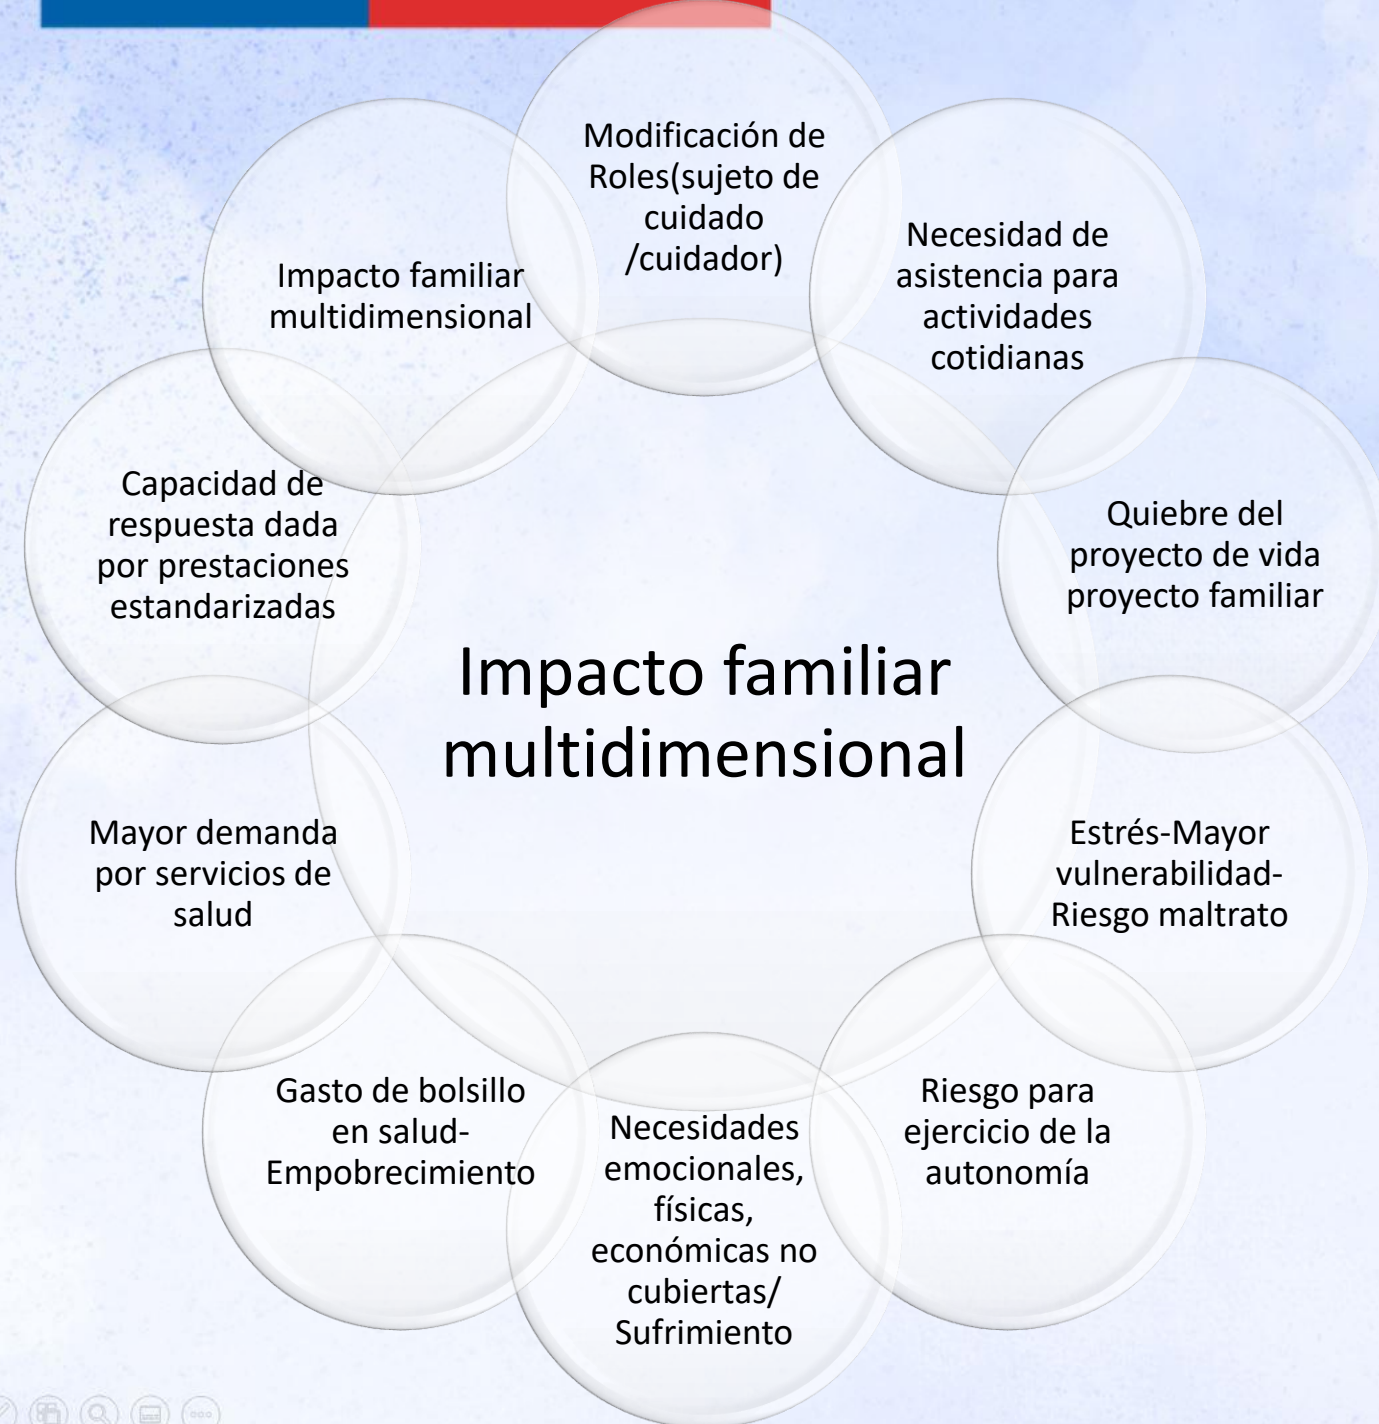 Modificación de
Roles(sujeto de
cuidado
/cuidador)
Necesidad de
asistencia para
actividades
cotidianas
Quiebre del
proyecto de vida
proyecto familiar
Estrés-Mayor
vulnerabilidad-
Riesgo maltrato
Riesgo para
ejercicio de la
autonomía
Necesidades
emocionales,
físicas,
económicas no
cubiertas/
Sufrimiento
Gasto de bolsillo
en salud-
Empobrecimiento
Mayor demanda
por servicios de
salud
Capacidad de
respuesta dada
por prestaciones
estandarizadas
Impacto familiar
multidimensional
Impacto familiar
multidimensional